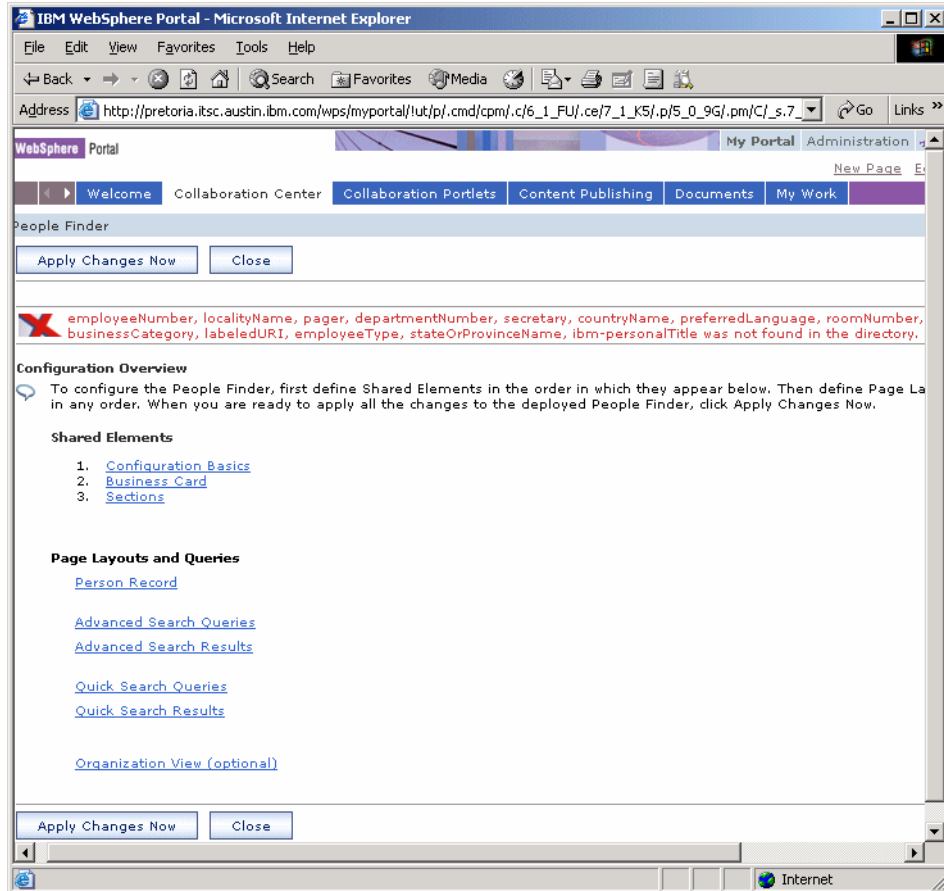 IBM WebSphere Portal - Microsoft Internet Explorer
File Edit View Favorites Tools Help
Back Search Favorites Media
Address http://pretoria.itsc.austin.ibm.com/wps/myportal/!ut/p/.cmd/cpm/.c/6_1_FU/.ce/7_1_K5/.p/5_0_9G/.pm/C/_s.7_ Go Links »
WebSphere Portal My Portal Administration
New Page
Welcome Collaboration Center Collaboration Portlets Content Publishing Documents My Work
People Finder
Apply Changes Now Close
employeeNumber, localityName, pager, departmentNumber, secretary, countryName, preferredLanguage, roomNumber,
businessCategory, labeledURI, employeeType, stateOrProvinceName, ibm-personalTitle was not found in the directory.
Configuration Overview
To configure the People Finder, first define Shared Elements in the order in which they appear below. Then define Page La
in any order. When you are ready to apply all the changes to the deployed People Finder, click Apply Changes Now.
Shared Elements
1. Configuration Basics
2. Business Card
3. Sections
Page Layouts and Queries
Person Record
Advanced Search Queries
Advanced Search Results
Quick Search Queries
Quick Search Results
Organization View (optional)
Apply Changes Now Close
Internet